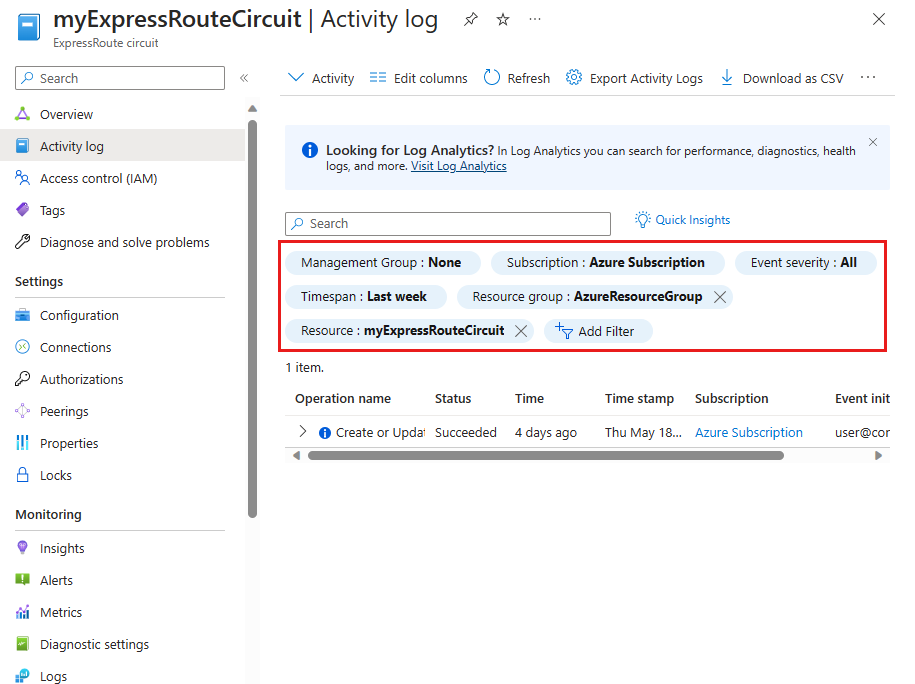 myExpressRouteCircuit | Activity log
ExpressRoute circuit
Search
Overview
Activity log
Access control (IAM)
Tags
Diagnose and solve problems
Settings
Configuration
Connections
Authorizations
Peerings
Properties
Locks
Monitoring
Insights
Alerts
Metrics
Diagnostic settings
Logs
Activity Edit columns Refresh Export Activity Logs Download as CSV
Looking for Log Analytics? In Log Analytics you can search for performance, diagnostics, health
logs, and more. Visit Log Analytics
Search Quick Insights
Management Group : None Subscription : Azure Subscription Event severity : All
Timespan : Last week Resource group : AzureResourceGroup
Resource : myExpressRouteCircuit Add Filter
1 item.
Operation name Status Time Time stamp Subscription Event init
Create or Updat Succeeded 4 days ago Thu May 18... Azure Subscription user@cor